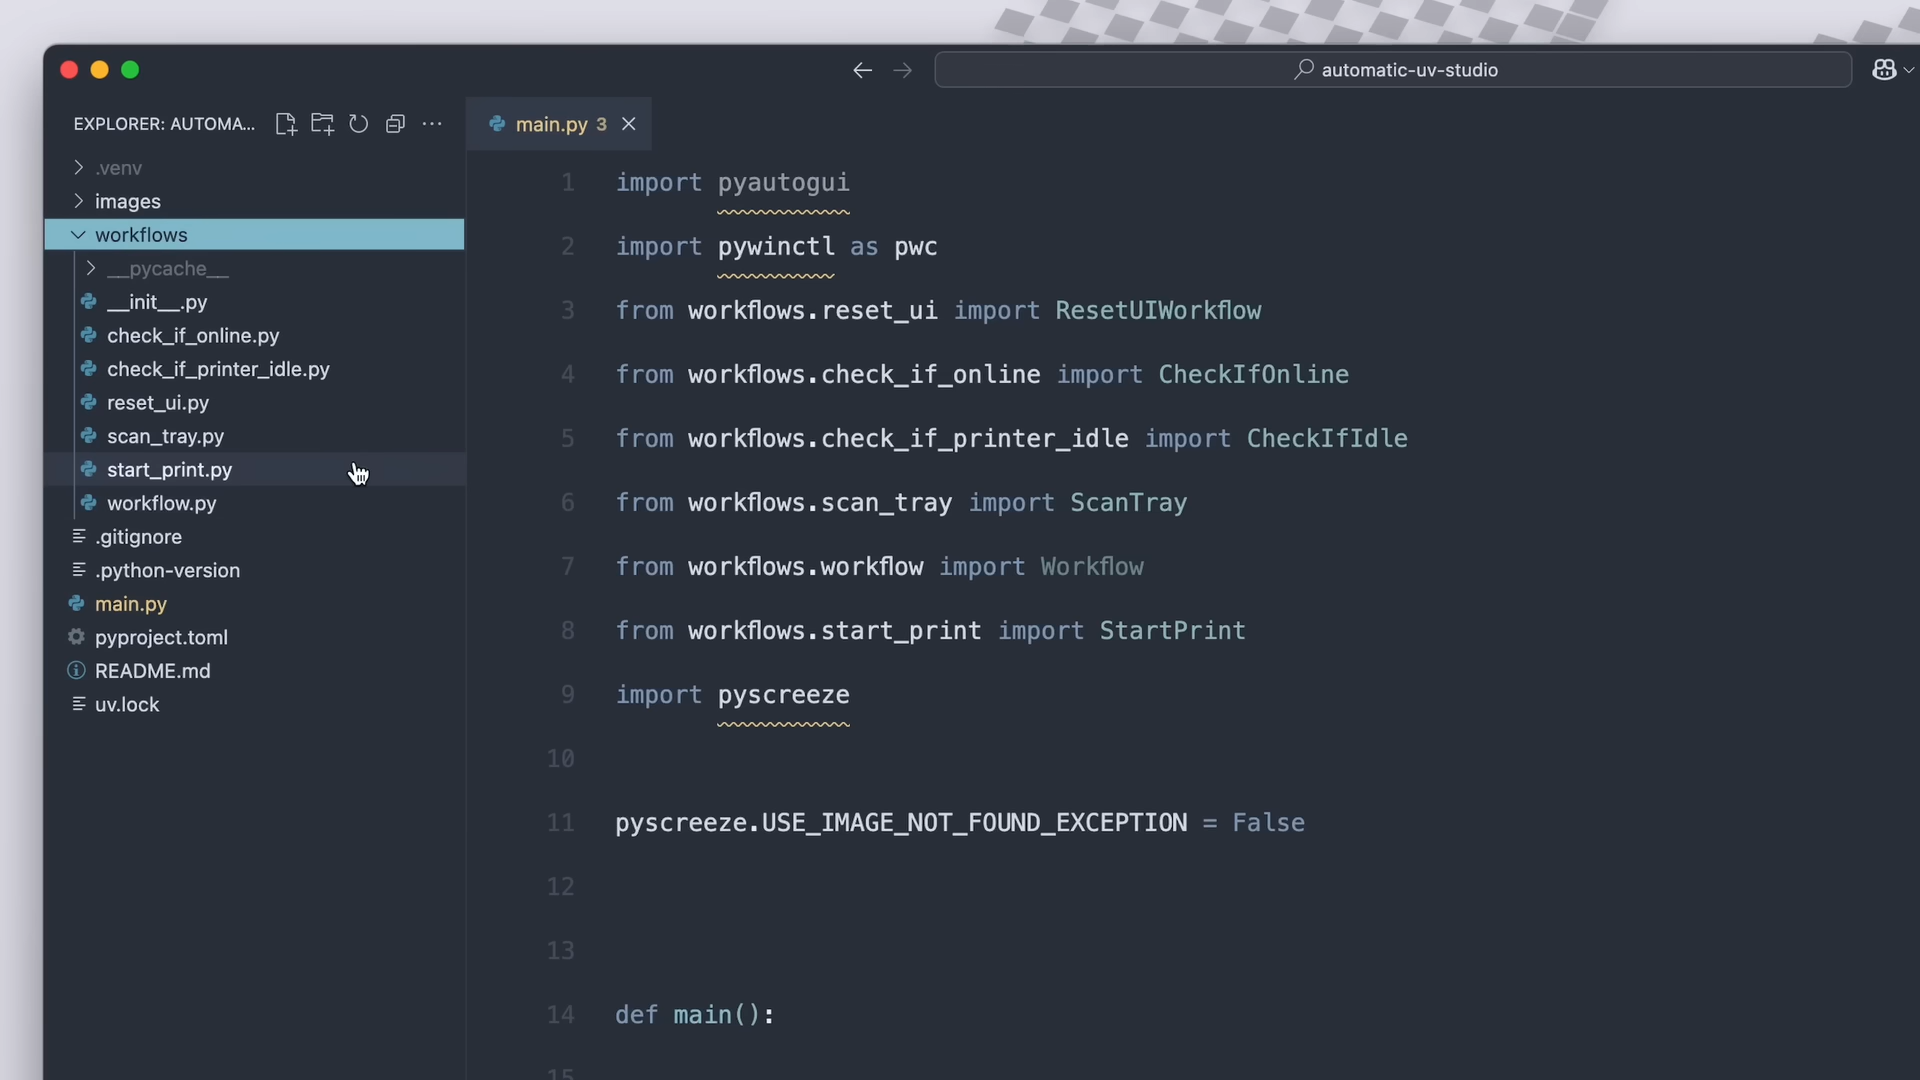 automatic-uv-studio
EXPLORER: AUTOMA...
.venv
images
workflows
__pycache__
__init__.py
check_if_online.py
check_if_printer_idle.py
reset_ui.py
scan_tray.py
start_print.py
workflow.py
.gitignore
.python-version
main.py
pyproject.toml
README.md
uv.lock
main.py 3
1 import pyautogui
2 import pywinctl as pwc
3 from workflows.reset_ui import ResetUIWorkflow
4 from workflows.check_if_online import CheckIfOnline
5 from workflows.check_if_printer_idle import CheckIfIdle
6 from workflows.scan_tray import ScanTray
7 from workflows.workflow import Workflow
8 from workflows.start_print import StartPrint
9 import pyscreeze
10
11 pyscreeze.USE_IMAGE_NOT_FOUND_EXCEPTION = False
12
13
14 def main():
15